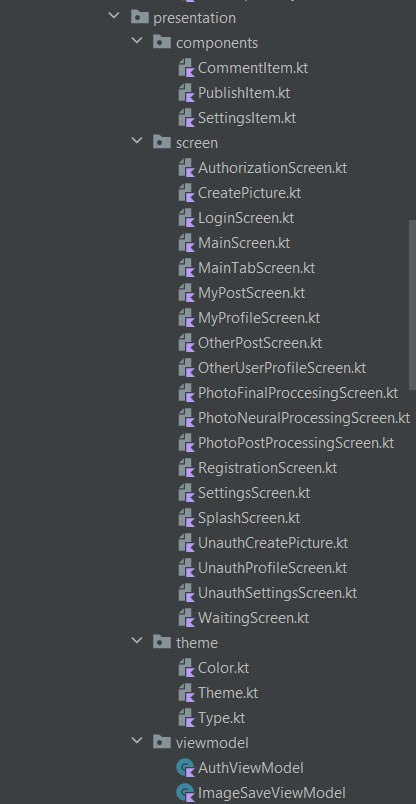 presentation
components
CommentItem.kt
PublishItem.kt
SettingsItem.kt
screen
AuthorizationScreen.kt
CreatePicture.kt
LoginScreen.kt
MainScreen.kt
MainTabScreen.kt
MyPostScreen.kt
MyProfileScreen.kt
OtherPostScreen.kt
OtherUserProfileScreen.kt
PhotoFinalProccesingScreen.kt
PhotoNeuralProcessingScreen.kt
PhotoPostProcessingScreen.kt
RegistrationScreen.kt
SettingsScreen.kt
SplashScreen.kt
UnauthCreatePicture.kt
UnauthProfileScreen.kt
UnauthSettingsScreen.kt
WaitingScreen.kt
theme
Color.kt
Theme.kt
Type.kt
viewmodel
AuthViewModel
ImageSaveViewModel